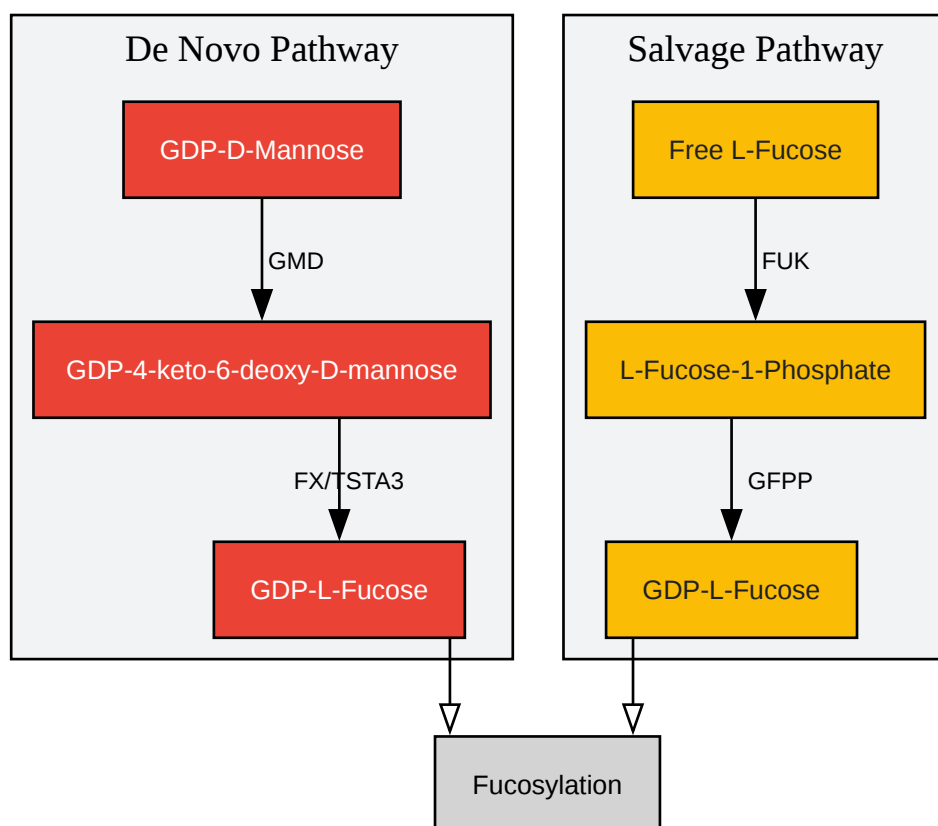 De Novo Pathway
GDP-D-Mannose
GMD
GDP-4-keto-6-deoxy-D-mannose
FX/TSTA3
GDP-L-Fucose
Salvage Pathway
Free L-Fucose
FUK
L-Fucose-1-Phosphate
GFPP
GDP-L-Fucose
Fucosylation